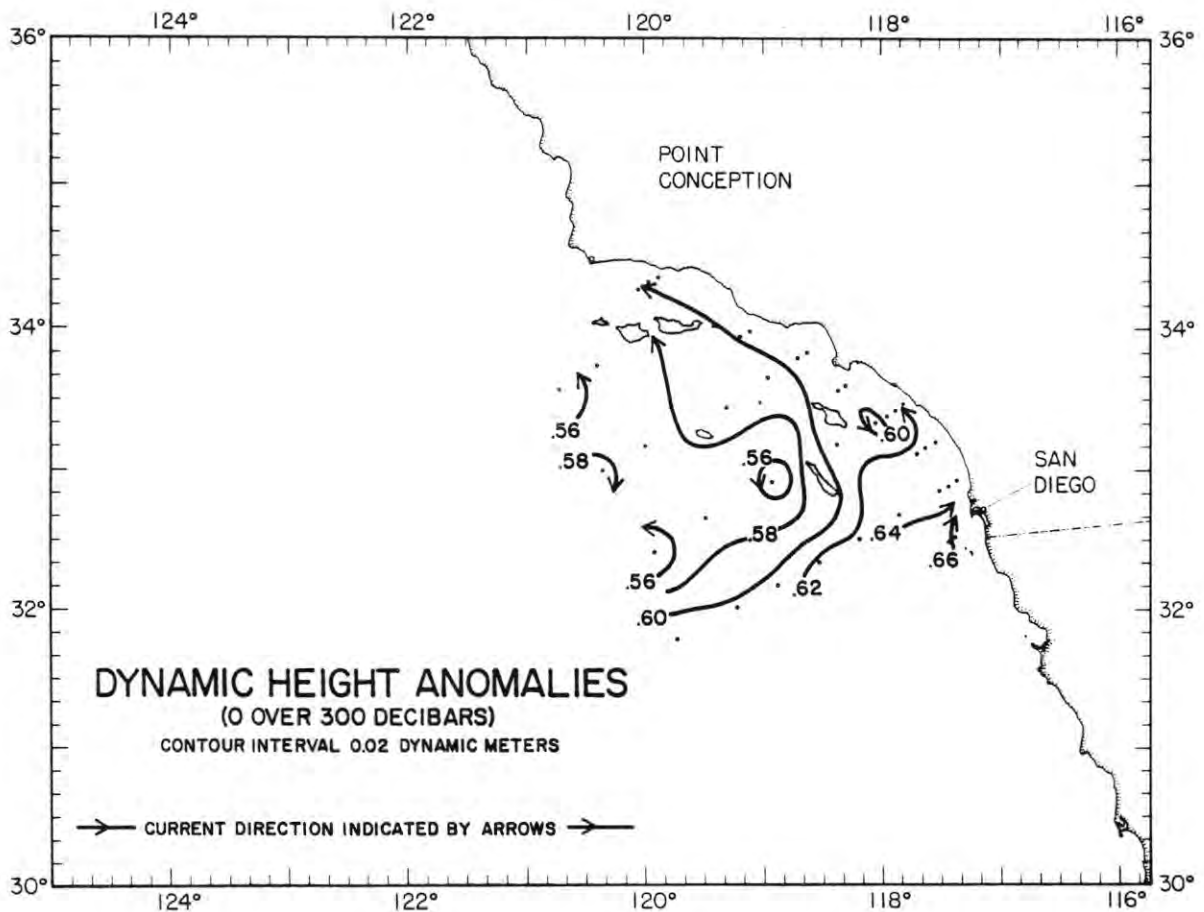 124° 122° 120° 118° 116°
36° 36°
POINT
CONCEPTION
34° 34°
.56
.60
.58
.56
SAN
DIEGO
.58
.64
.66
.56
.62
32° .60 32°
DYNAMIC HEIGHT ANOMALIES
(0 OVER 300 DECIBARS)
CONTOUR INTERVAL 0.02 DYNAMIC METERS
CURRENT DIRECTION INDICATED BY ARROWS
30° 30°
124° 122° 120° 118° 116°